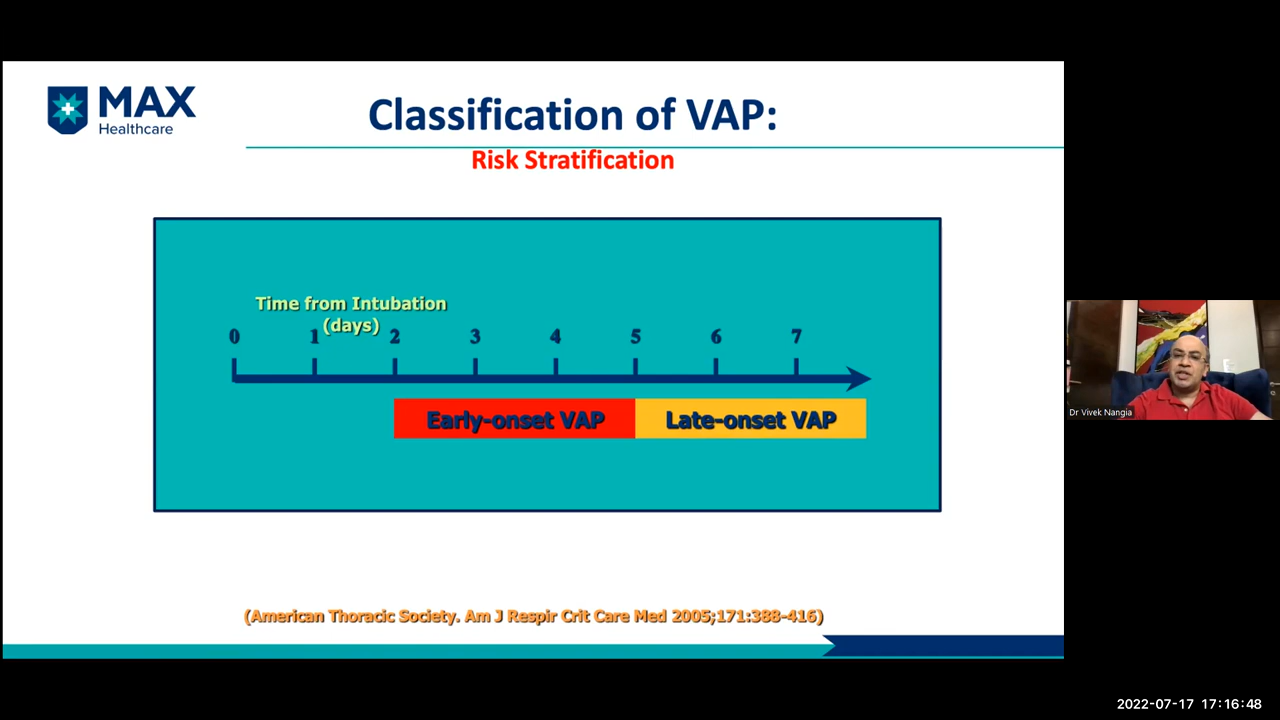 MAX
Healthcare
Classification of VAP:
Risk Stratification
Time from Intubation
(days)
0 1 2 3 4 5 6 7
Early-onset VAP Late-onset VAP
(American Thoracic Society. Am J Respir Crit Care Med 2005;171:388-416)
Dr Vivek Nangia
2022-07-17 17:16:48